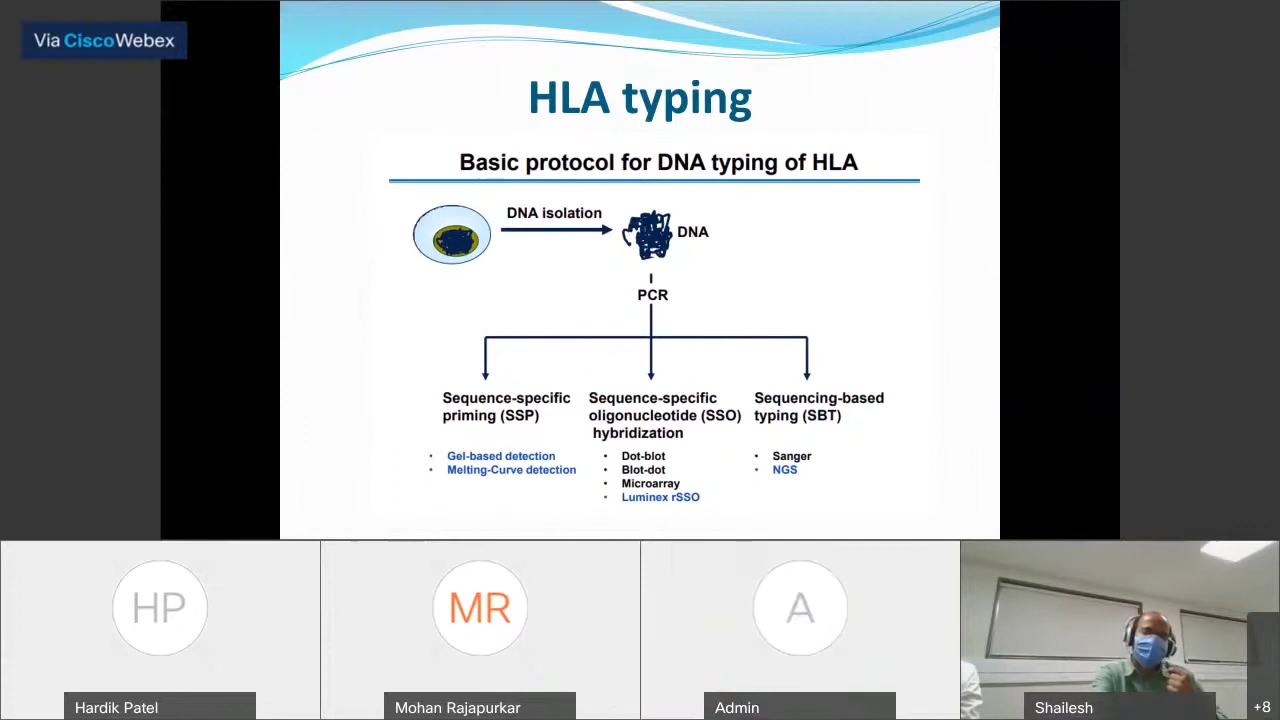 Via Cisco Webex
HLA typing
Basic protocol for DNA typing of HLA
DNA isolation
DNA
PCR
Sequence-specific
priming (SSP)
• Gel-based detection
• Melting-Curve detection
Sequence-specific
oligonucleotide (SSO)
hybridization
• Dot-blot
• Blot-dot
• Microarray
• Luminex rSSO
Sequencing-based
typing (SBT)
• Sanger
• NGS
HP
Hardik Patel
MR
Mohan Rajapurkar
A
Admin
Shailesh
+8